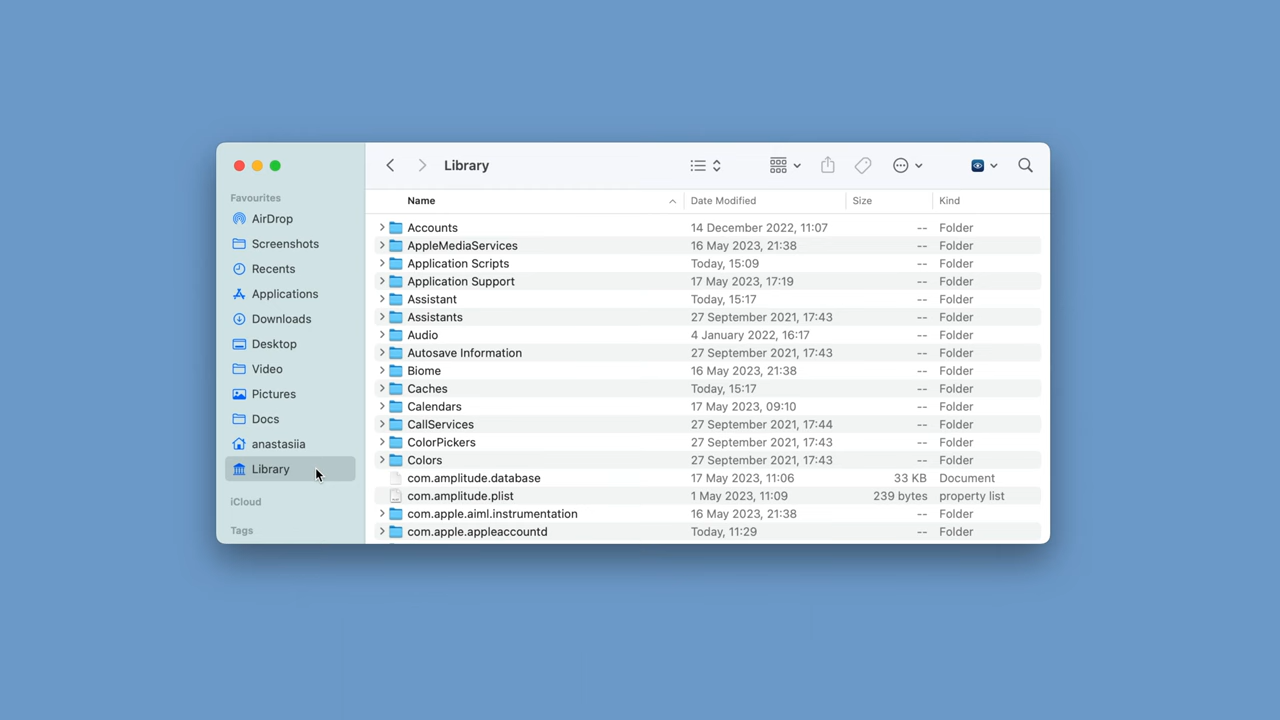 Library
Favourites
AirDrop
Screenshots
Recents
Applications
Downloads
Desktop
Video
Pictures
Docs
anastasiia
Library
iCloud
Tags
Name Date Modified Size Kind
Accounts 14 December 2022, 11:07 -- Folder
AppleMediaServices 16 May 2023, 21:38 -- Folder
Application Scripts Today, 15:09 -- Folder
Application Support 17 May 2023, 17:19 -- Folder
Assistant Today, 15:17 -- Folder
Assistants 27 September 2021, 17:43 -- Folder
Audio 4 January 2022, 16:17 -- Folder
Autosave Information 27 September 2021, 17:43 -- Folder
Biome 16 May 2023, 21:38 -- Folder
Caches Today, 15:17 -- Folder
Calendars 17 May 2023, 09:10 -- Folder
CallServices 27 September 2021, 17:44 -- Folder
ColorPickers 27 September 2021, 17:43 -- Folder
Colors 27 September 2021, 17:43 -- Folder
com.amplitude.database 17 May 2023, 11:06 33 KB Document
com.amplitude.plist 1 May 2023, 11:09 239 bytes property list
com.apple.aiml.instrumentation 16 May 2023, 21:38 -- Folder
com.apple.appleaccountd Today, 11:29 -- Folder